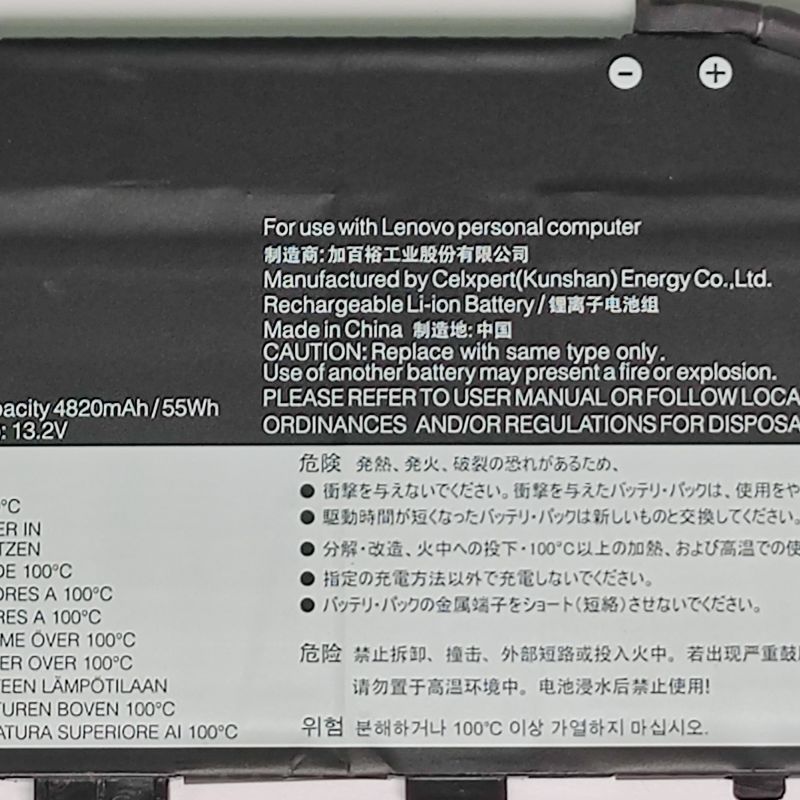 − +
For use with Lenovo personal computer
制造商: 加百裕工业股份有限公司
Manufactured by Celxpert(Kunshan) Energy Co.,Ltd.
Rechargeable Li-ion Battery / 锂离子电池组
Made in China 制造地: 中国
CAUTION: Replace with same type only.
Use of another battery may present a fire or explosion.
PLEASE REFER TO USER MANUAL OR FOLLOW LOCA
ORDINANCES AND/OR REGULATIONS FOR DISPOSA
pacity 4820mAh/55Wh
: 13.2V
°C
ER IN
TZEN
DE 100°C
ORES A 100°C
RES A 100°C
ME ÖVER 100°C
ER OVER 100°C
TEEN LÄMPÖTILAAN
TUREN BOVEN 100°C
ATURA SUPERIORE AI 100°C
危険 発熱、発火、破裂の恐れがあるため、
● 衝撃を与えないでください。衝撃を与えたバッテリ・パックは、使用をや
● 駆動時間が短くなったバッテリ・パックは新しいものと交換してください。
● 分解・改造、火中への投下・100°C以上の加熱、および高温での使
● 指定の充電方法以外で充電しないでください。
● バッテリ・パックの金属端子をショート(短絡)させないでください。
危险 禁止拆卸、撞击、外部短路或投入火中。若出现严重鼓
请勿置于高温环境中。电池浸水后禁止使用!
위험 분해하거나 100°C 이상 가열하지 마십시오.